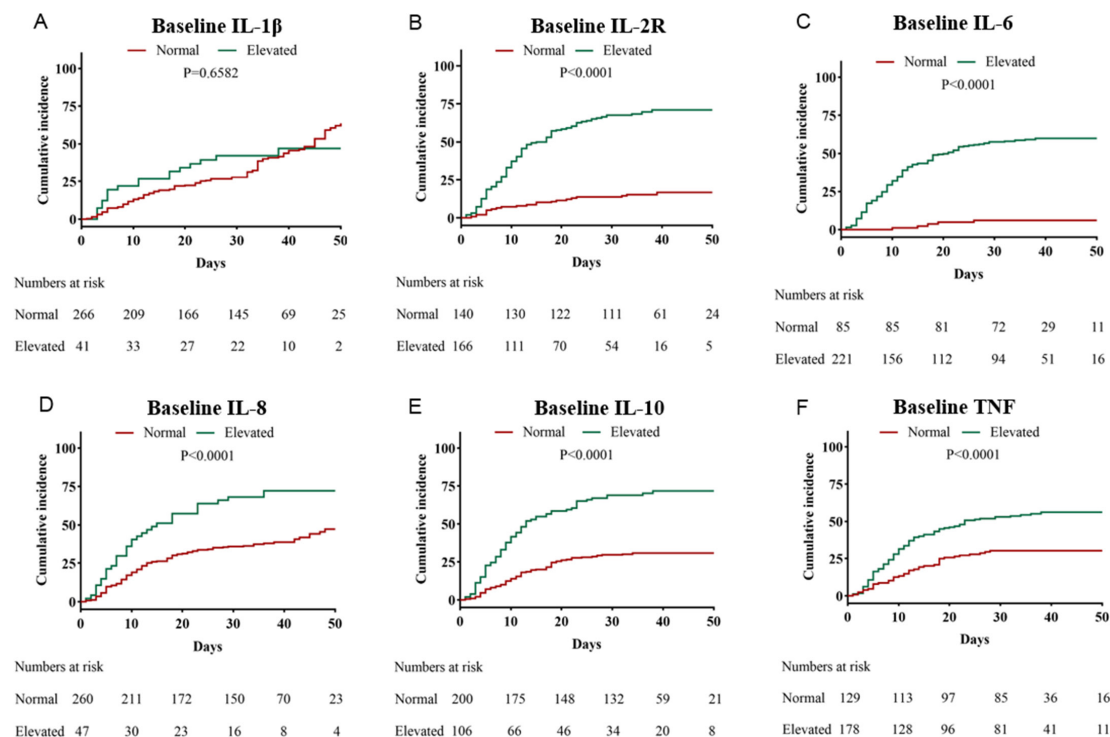 A
Baseline IL-1β
Normal Elevated
P=0.6582
Cumulative incidence
100
75
50
25
0
0 10 20 30 40 50
Days
Numbers at risk
Normal 266 209 166 145 69 25
Elevated 41 33 27 22 10 2
B
Baseline IL-2R
Normal Elevated
P<0.0001
Cumulative incidence
100
75
50
25
0
0 10 20 30 40 50
Days
Numbers at risk
Normal 140 130 122 111 61 24
Elevated 166 111 70 54 16 5
C
Baseline IL-6
Normal Elevated
P<0.0001
Cumulative incidence
100
75
50
25
0
0 10 20 30 40 50
Days
Numbers at risk
Normal 85 85 81 72 29 11
Elevated 221 156 112 94 51 16
D
Baseline IL-8
Normal Elevated
P<0.0001
Cumulative incidence
100
75
50
25
0
0 10 20 30 40 50
Days
Numbers at risk
Normal 260 211 172 150 70 23
Elevated 47 30 23 16 8 4
E
Baseline IL-10
Normal Elevated
P<0.0001
Cumulative incidence
100
75
50
25
0
0 10 20 30 40 50
Days
Numbers at risk
Normal 200 175 148 132 59 21
Elevated 106 66 46 34 20 8
F
Baseline TNF
Normal Elevated
P<0.0001
Cumulative incidence
100
75
50
25
0
0 10 20 30 40 50
Days
Numbers at risk
Normal 129 113 97 85 36 16
Elevated 178 128 96 81 41 11